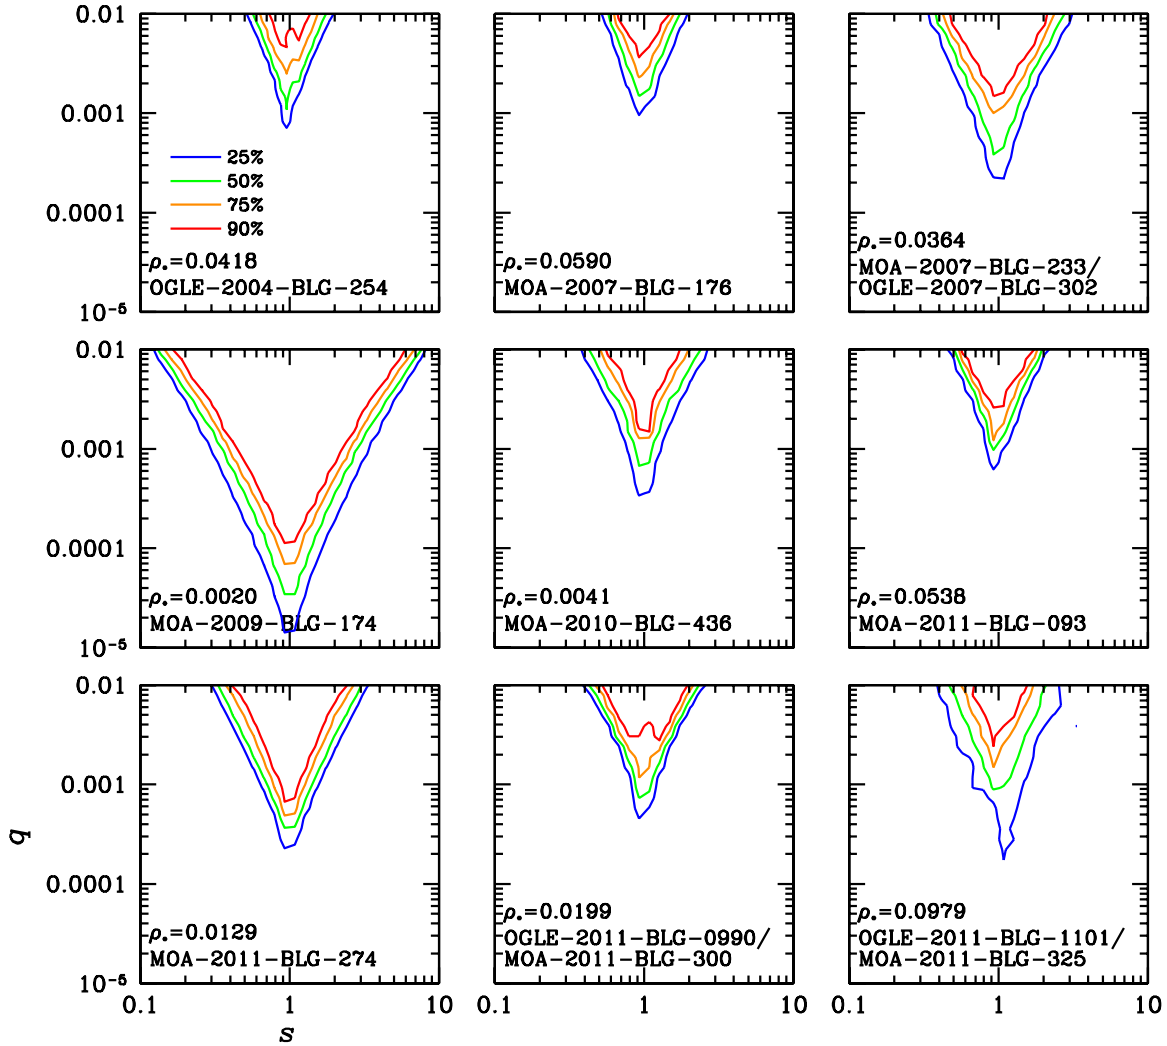 0.01
0.001
0.0001
10⁻⁵
25%
50%
75%
90%
ρ⁎=0.0418
OGLE-2004-BLG-254
ρ⁎=0.0590
MOA-2007-BLG-176
ρ⁎=0.0364
MOA-2007-BLG-233/
OGLE-2007-BLG-302
0.01
0.001
0.0001
10⁻⁵
ρ⁎=0.0020
MOA-2009-BLG-174
ρ⁎=0.0041
MOA-2010-BLG-436
ρ⁎=0.0538
MOA-2011-BLG-093
0.01
0.001
0.0001
10⁻⁵
q
ρ⁎=0.0129
MOA-2011-BLG-274
ρ⁎=0.0199
OGLE-2011-BLG-0990/
MOA-2011-BLG-300
ρ⁎=0.0979
OGLE-2011-BLG-1101/
MOA-2011-BLG-325
0.1 1 10
0.1 1 10
0.1 1 10
s